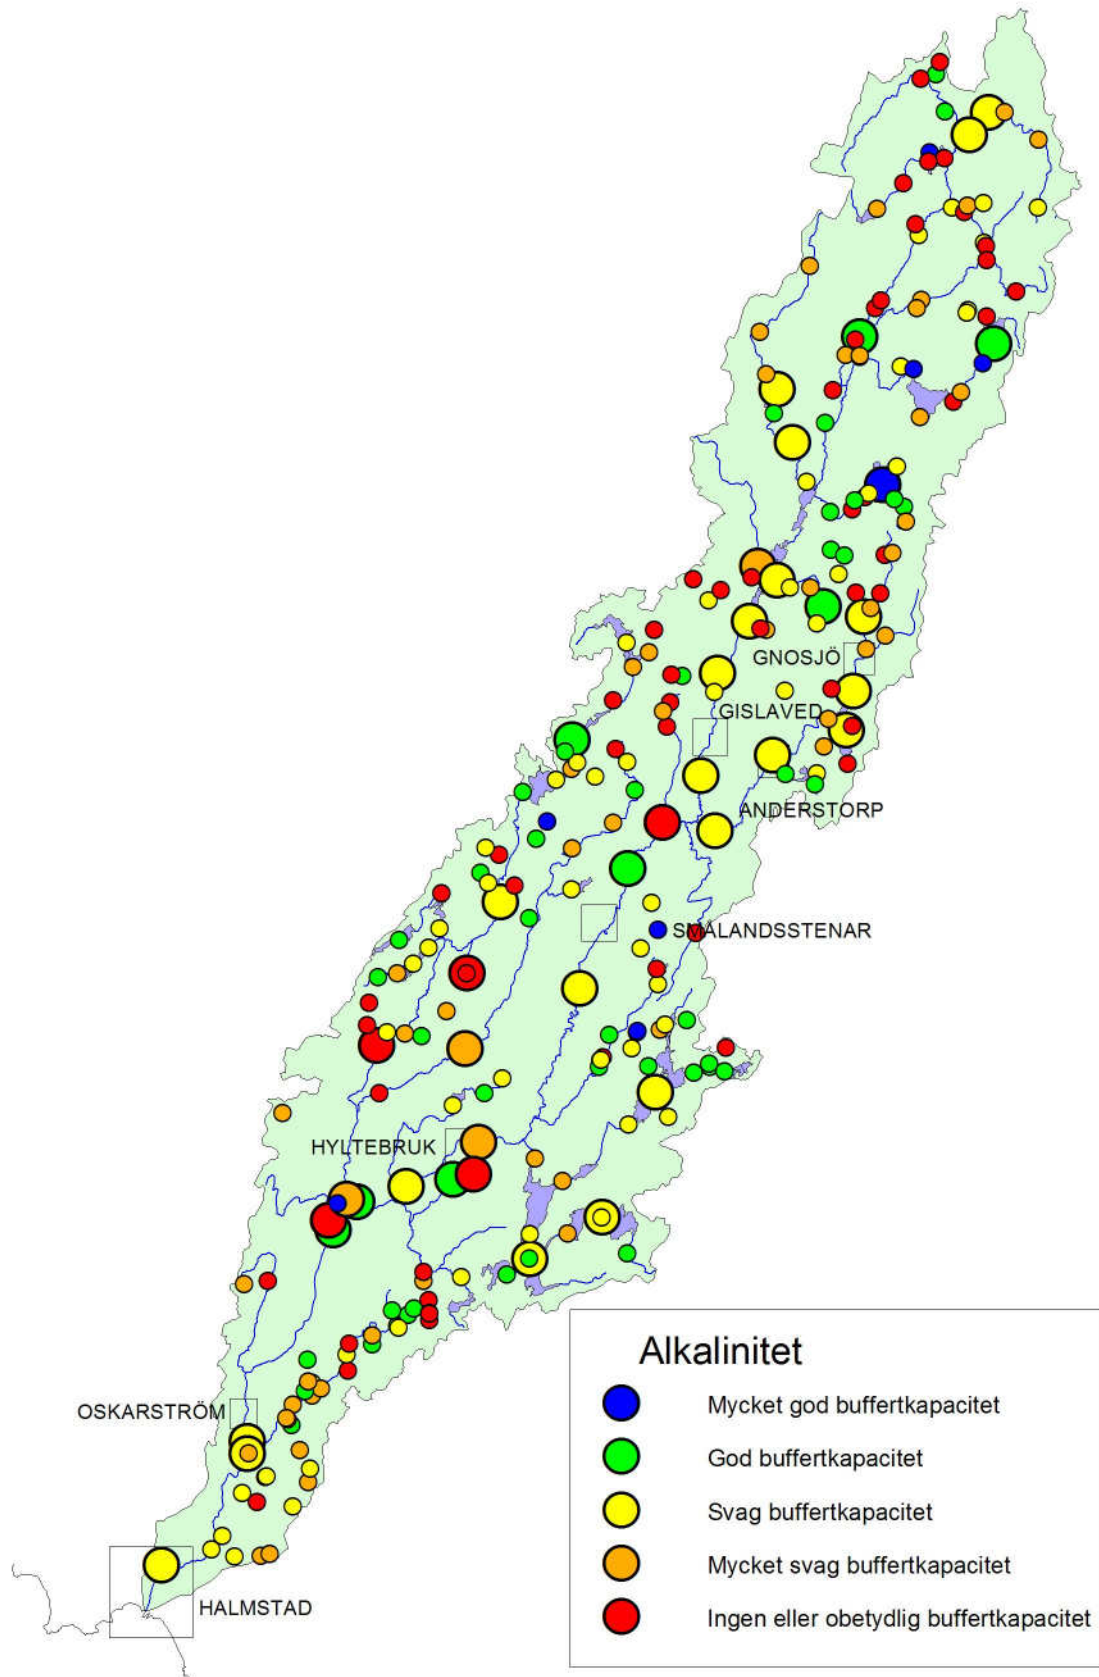 GNOSJÖ
GISLAVED
ANDERSTORP
SMÅLANDSSTENAR
HYLTEBRUK
OSKARSTRÖM
HALMSTAD
Alkalinitet
Mycket god buffertkapacitet
God buffertkapacitet
Svag buffertkapacitet
Mycket svag buffertkapacitet
Ingen eller obetydlig buffertkapacitet